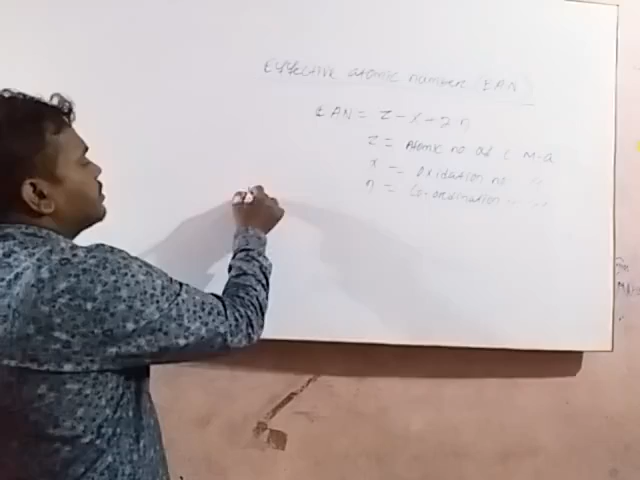 Effective atomic number (EAN)
EAN = Z - x + 2n
Z = Atomic no of C M.a
x = Oxidation no " "
n = Co-ordination " " "